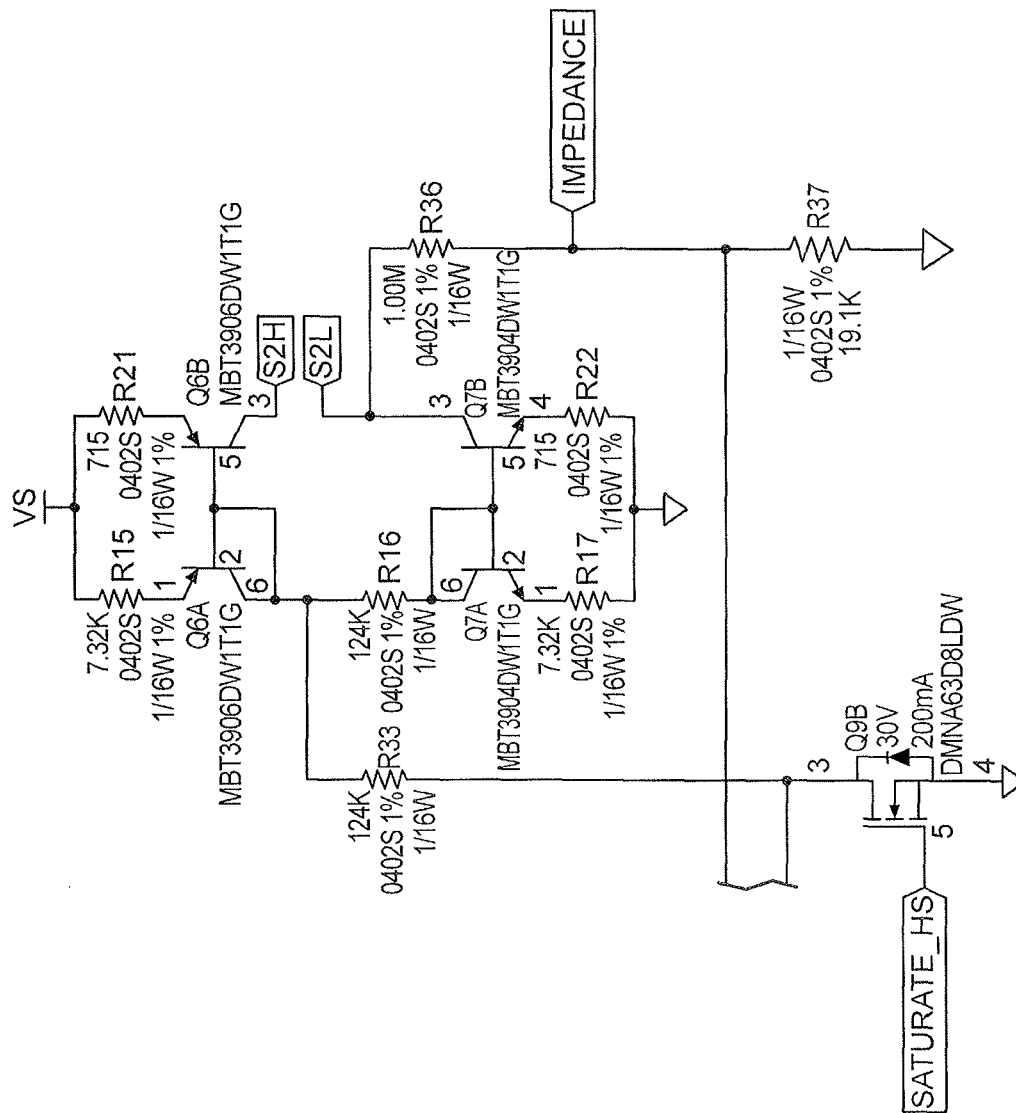 VS
7.32K
R15
0402S
1/16W 1%
715
R21
0402S
1/16W 1%
1
Q6A
2
6
MBT3906DW1T1G
Q6B
5
3
MBT3906DW1T1G
S2H
S2L
124K
R33
0402S 1%
1/16W
124K
R16
0402S 1%
1/16W
1.00M
R36
0402S 1%
1/16W
6
Q7A
2
1
MBT3904DW1T1G
3
Q7B
5
4
MBT3904DW1T1G
7.32K
R17
0402S
1/16W 1%
715
R22
0402S
1/16W 1%
IMPEDANCE
1/16W
R37
0402S 1%
19.1K
3
Q9B
30V
200mA
DMNA63D8LDW
5
4
SATURATE_HS